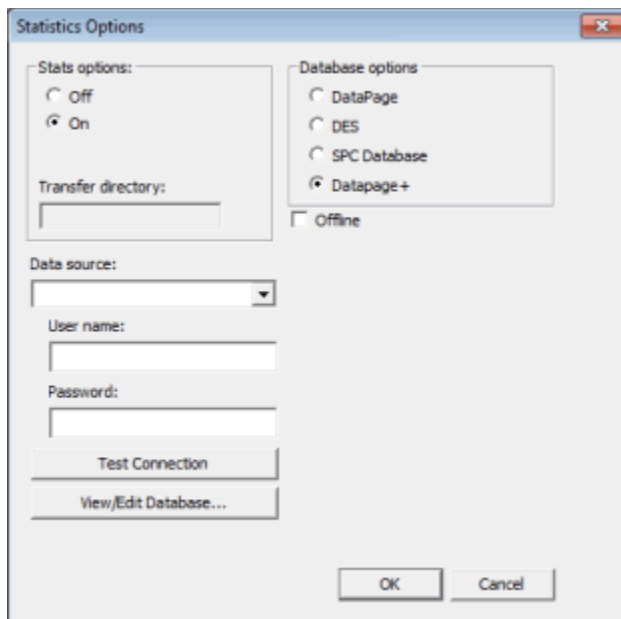 Statistics Options
Stats options:
Off
On
Transfer directory:
Database options
DataPage
DES
SPC Database
Datapage+
Offline
Data source:
User name:
Password:
Test Connection
View/Edit Database...
OK
Cancel